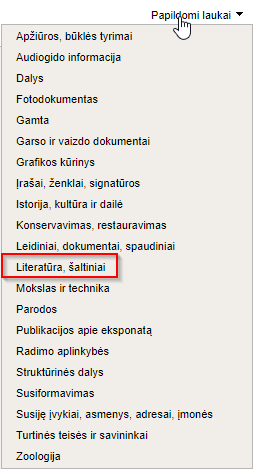 Papildomi laukai
Apžiūros, būklės tyrimai
Audiogido informacija
Dalys
Fotodokumentas
Gamta
Garso ir vaizdo dokumentai
Grafikos kūrinys
Įrašai, ženklai, signatūros
Istorija, kultūra ir dailė
Konservavimas, restauravimas
Leidiniai, dokumentai, spaudiniai
Literatūra, šaltiniai
Mokslas ir technika
Parodos
Publikacijos apie eksponatą
Radimo aplinkybės
Struktūrinės dalys
Susiformavimas
Susiję įvykiai, asmenys, adresai, įmonės
Turtinės teisės ir savininkai
Zoologija